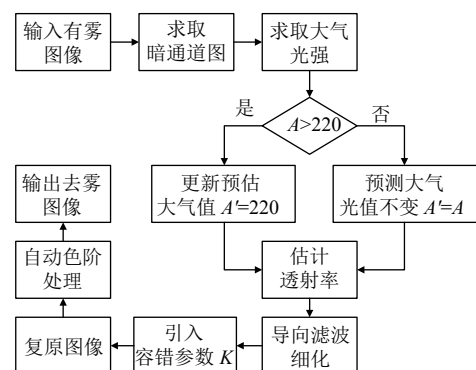 输入有雾
图像
求取
暗通道图
求取大气
光强
是
A>220
否
更新预估
大气值 A'=220
预测大气
光值不变 A'=A
估计
透射率
导向滤波
细化
引入
容错参数 K
复原图像
自动色阶
处理
输出去雾
图像